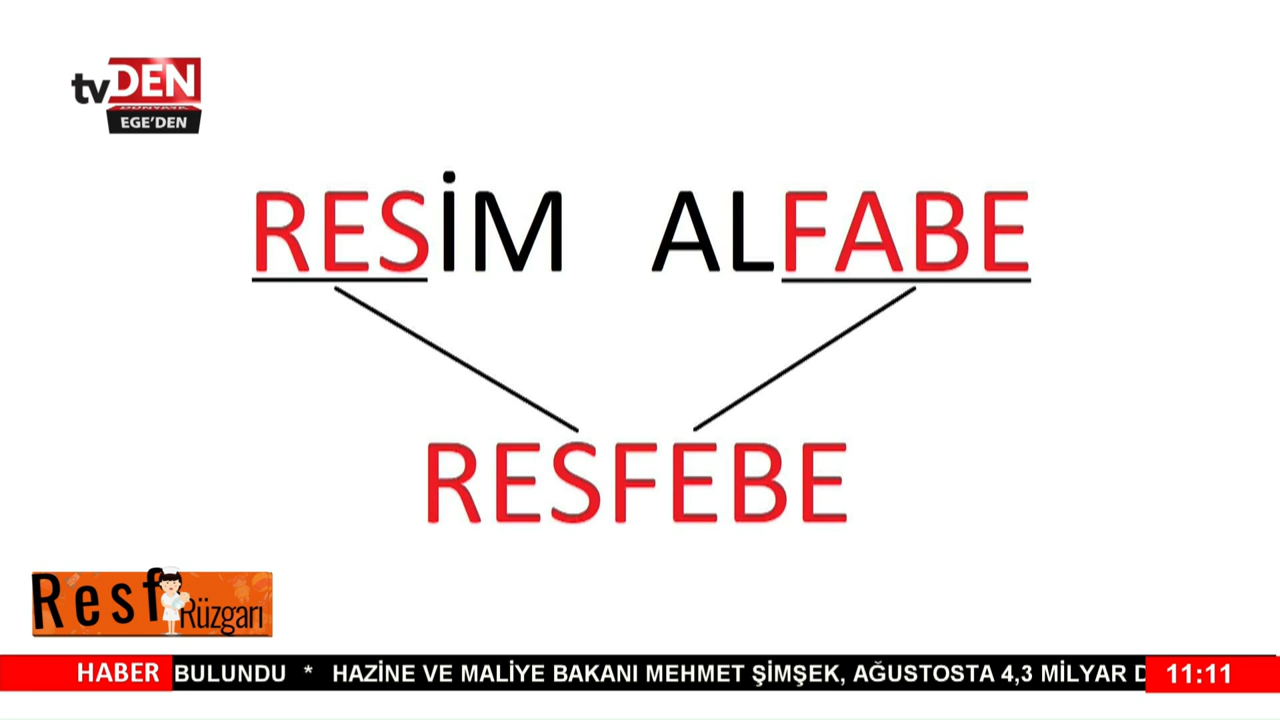 tvDEN
EGE'DEN
RESİM ALFABE
RESFEBE
Resf
Rüzgarı
HABER BULUNDU * HAZİNE VE MALİYE BAKANI MEHMET ŞİMŞEK, AĞUSTOSTA 4,3 MİLYAR 11:11